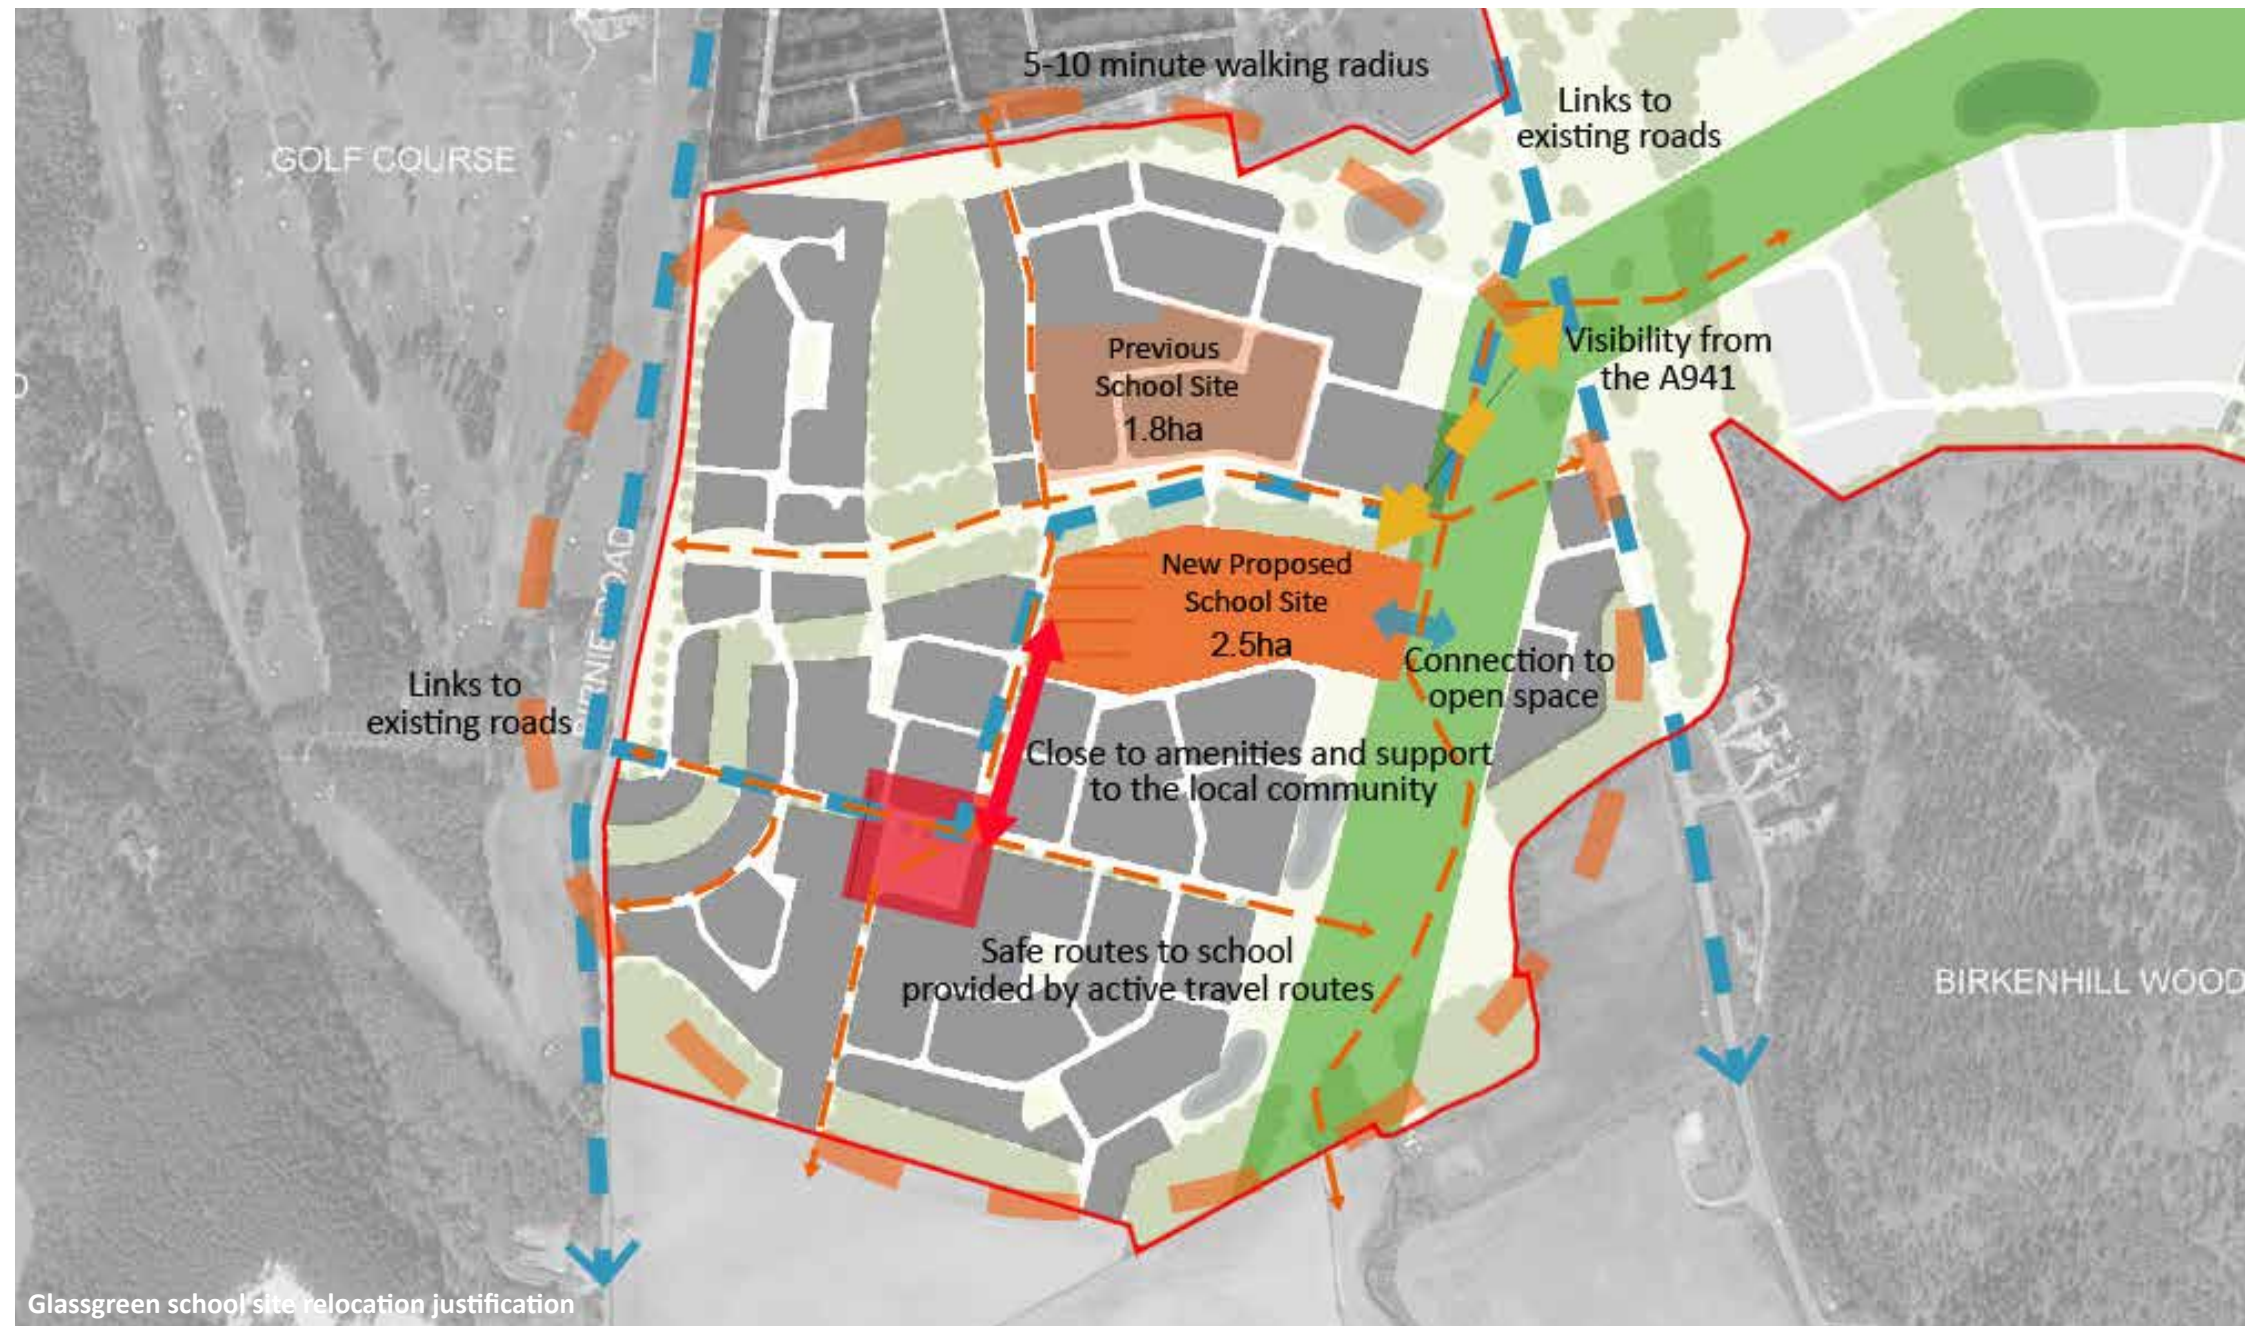 5-10 minute walking radius
Links to
existing roads
GOLF COURSE
Previous
School Site
1.8ha
Visibility from
the A941
New Proposed
School Site
2.5ha
Connection to
open space
Links to
existing roads
ROAD
Close to amenities and support
to the local community
Safe routes to school
provided by active travel routes
BIRKENHILL WOOD
Glassgreen school site relocation justification